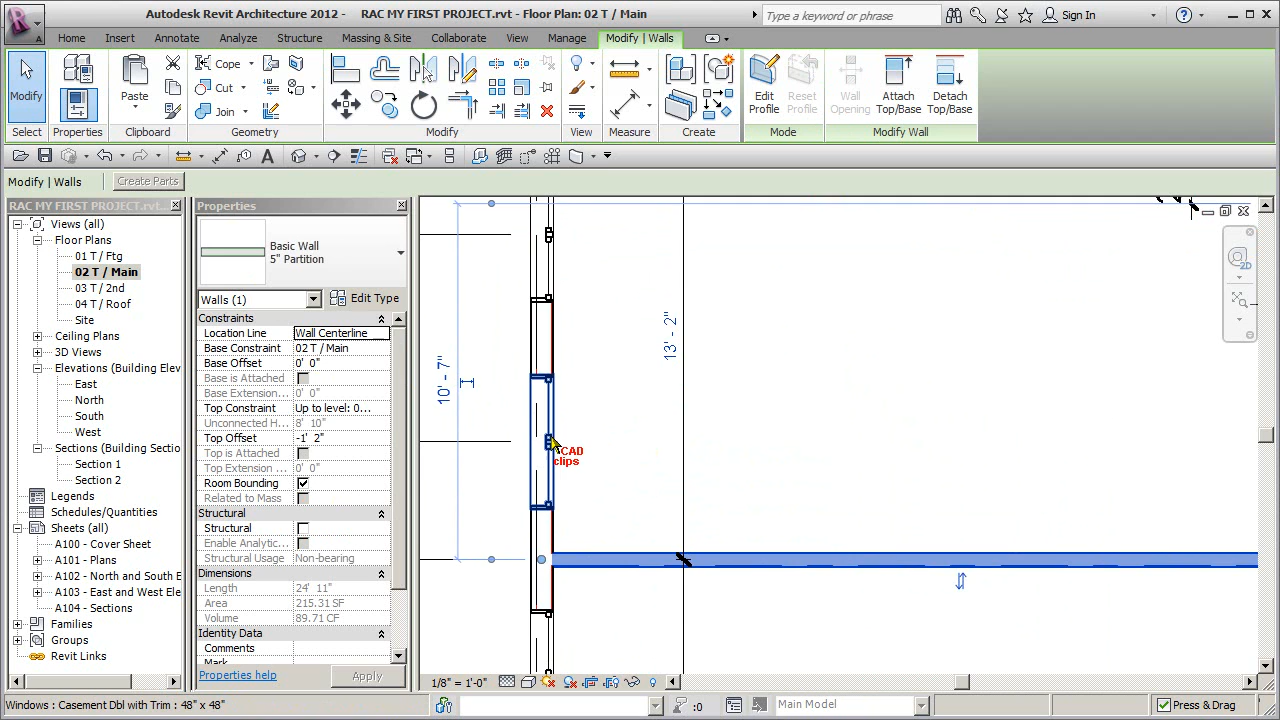 Autodesk Revit Architecture 2012 - RAC MY FIRST PROJECT.rvt - Floor Plan: 02 T / Main
Type a keyword or phrase
Sign In
Home Insert Annotate Analyze Structure Massing & Site Collaborate View Manage Modify | Walls
Modify
Paste
Cope
Cut
Join
Edit Profile
Reset Profile
Wall Opening
Attach Top/Base
Detach Top/Base
Select Properties Clipboard Geometry Modify View Measure Create Mode Modify Wall
Modify | Walls Create Parts
RAC MY FIRST PROJECT.rvt...
Views (all)
Floor Plans
01 T / Ftg
02 T / Main
03 T / 2nd
04 T / Roof
Site
Ceiling Plans
3D Views
Elevations (Building Elev
East
North
South
West
Sections (Building Sectio
Section 1
Section 2
Legends
Schedules/Quantities
Sheets (all)
A100 - Cover Sheet
A101 - Plans
A102 - North and South E
A103 - East and West Ele
A104 - Sections
Families
Groups
Revit Links
Properties
Basic Wall
5" Partition
Walls (1) Edit Type
Constraints
Location Line Wall Centerline
Base Constraint 02 T / Main
Base Offset 0' 0"
Base is Attached
Base Extension... 0' 0"
Top Constraint Up to level: 0...
Unconnected H... 8' 10"
Top Offset -1' 2"
Top is Attached
Top Extension ... 0' 0"
Room Bounding
Related to Mass
Structural
Structural
Enable Analytic...
Structural Usage Non-bearing
Dimensions
Length 24' 11"
Area 215.31 SF
Volume 89.71 CF
Identity Data
Comments
Mark
Properties help Apply
10' - 7"
13' - 2"
CAD
clips
2D
1/8" = 1'-0"
Windows : Casement Dbl with Trim : 48" x 48"
:0
Main Model
Press & Drag